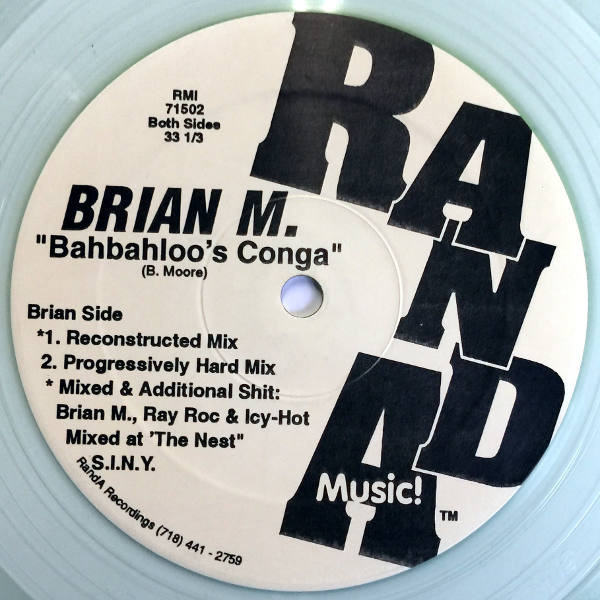 RMI
71502
Both Sides
33 1/3
RANDA
Music!
TM
BRIAN M.
"Bahbahloo's Conga"
(B. Moore)
Brian Side
*1. Reconstructed Mix
2. Progressively Hard Mix
* Mixed & Additional Shit:
Brian M., Ray Roc & Icy-Hot
Mixed at 'The Nest"
S.I.N.Y.
RandA Recordings (718) 441 - 2759